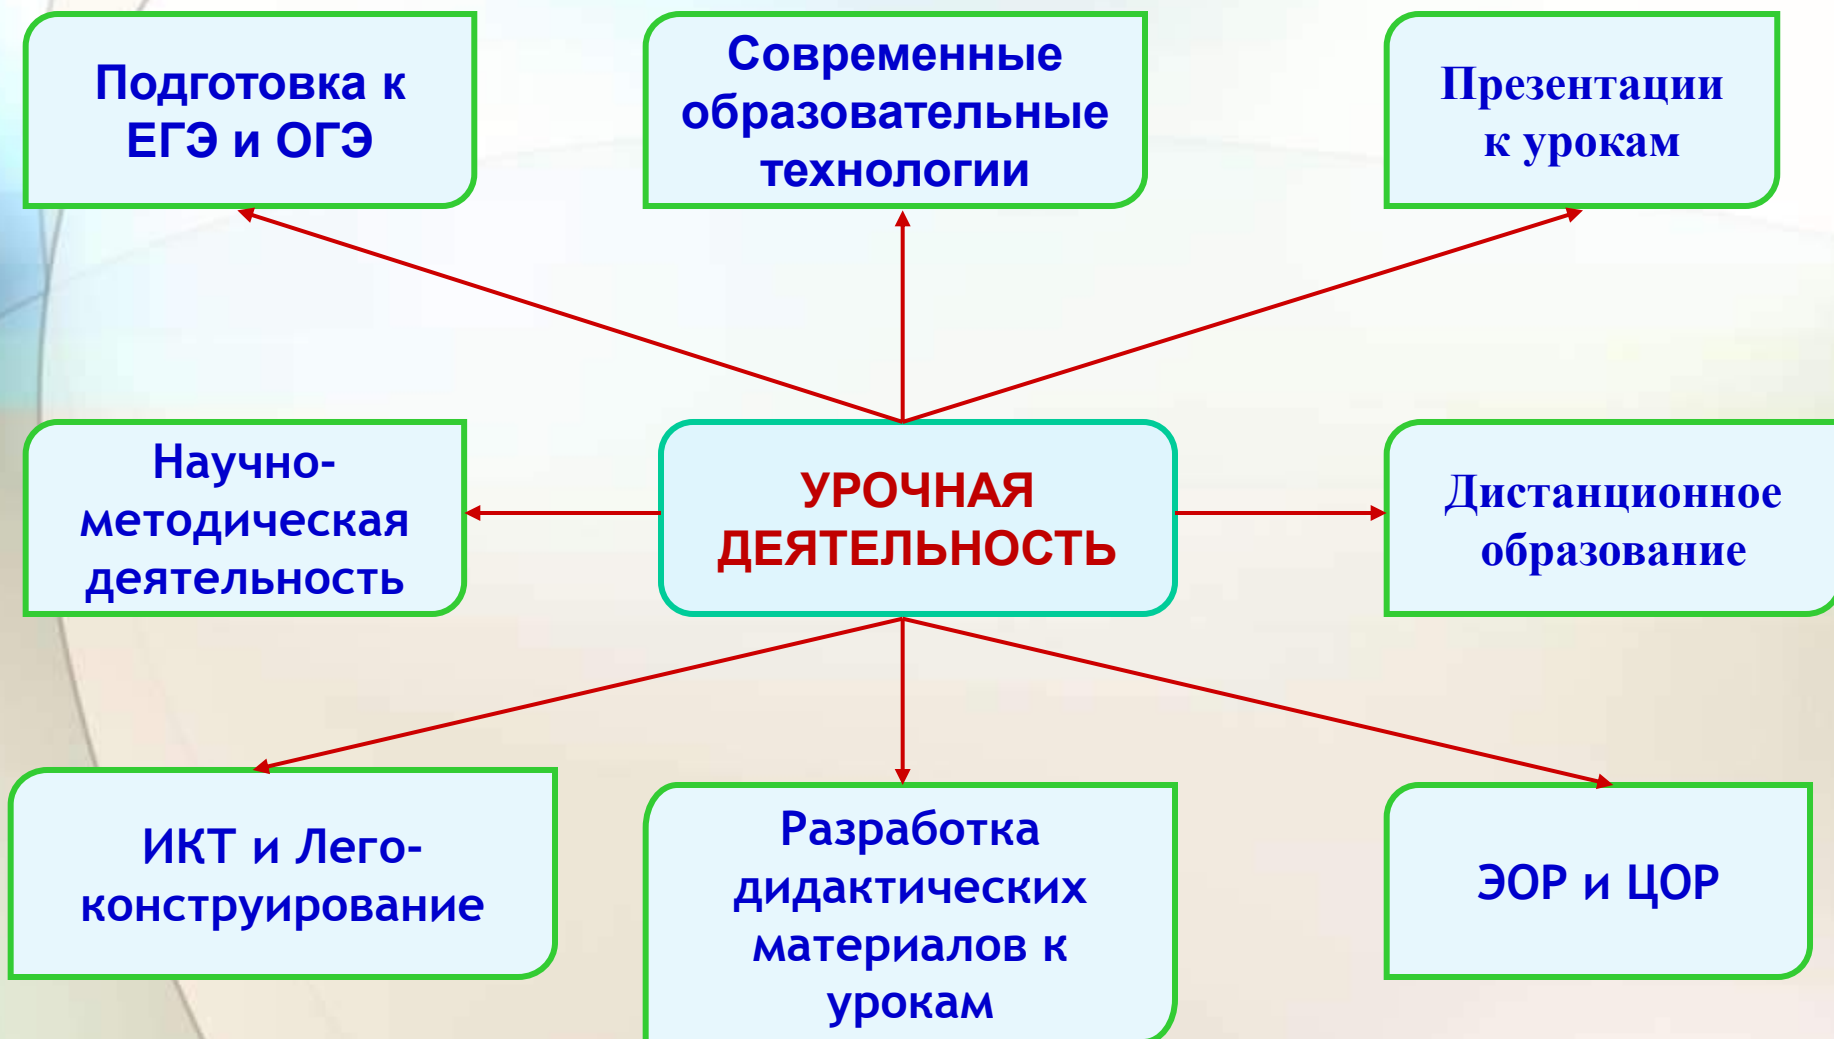 Подготовка к
ЕГЭ и ОГЭ
Современные
образовательные
технологии
Презентации
к урокам
Научно-
методическая
деятельность
УРОЧНАЯ
ДЕЯТЕЛЬНОСТЬ
Дистанционное
образование
ИКТ и Лего-
конструирование
Разработка
дидактических
материалов к
урокам
ЭОР и ЦОР